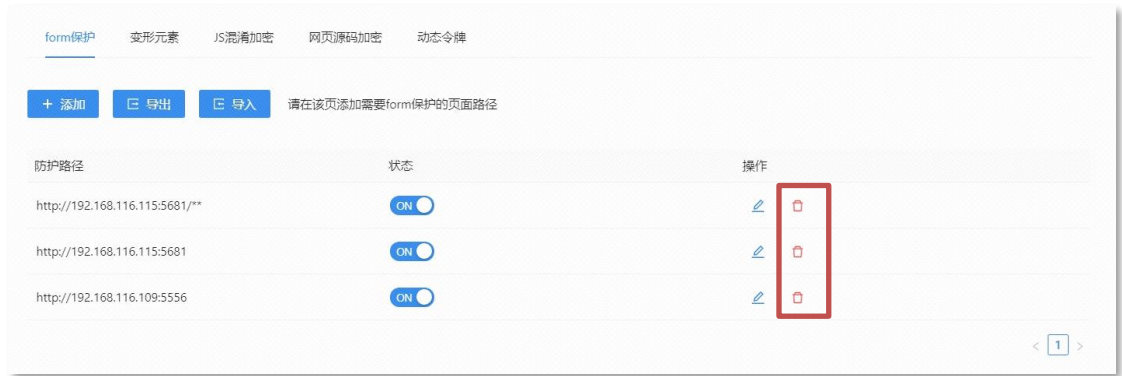 form保护 变形元素 JS混淆加密 网页源码加密 动态令牌
+ 添加 导出 导入 请在该页添加需要form保护的页面路径
防护路径 状态 操作
http://192.168.116.115:5681/** ON
http://192.168.116.115:5681 ON
http://192.168.116.109:5556 ON
< 1 >